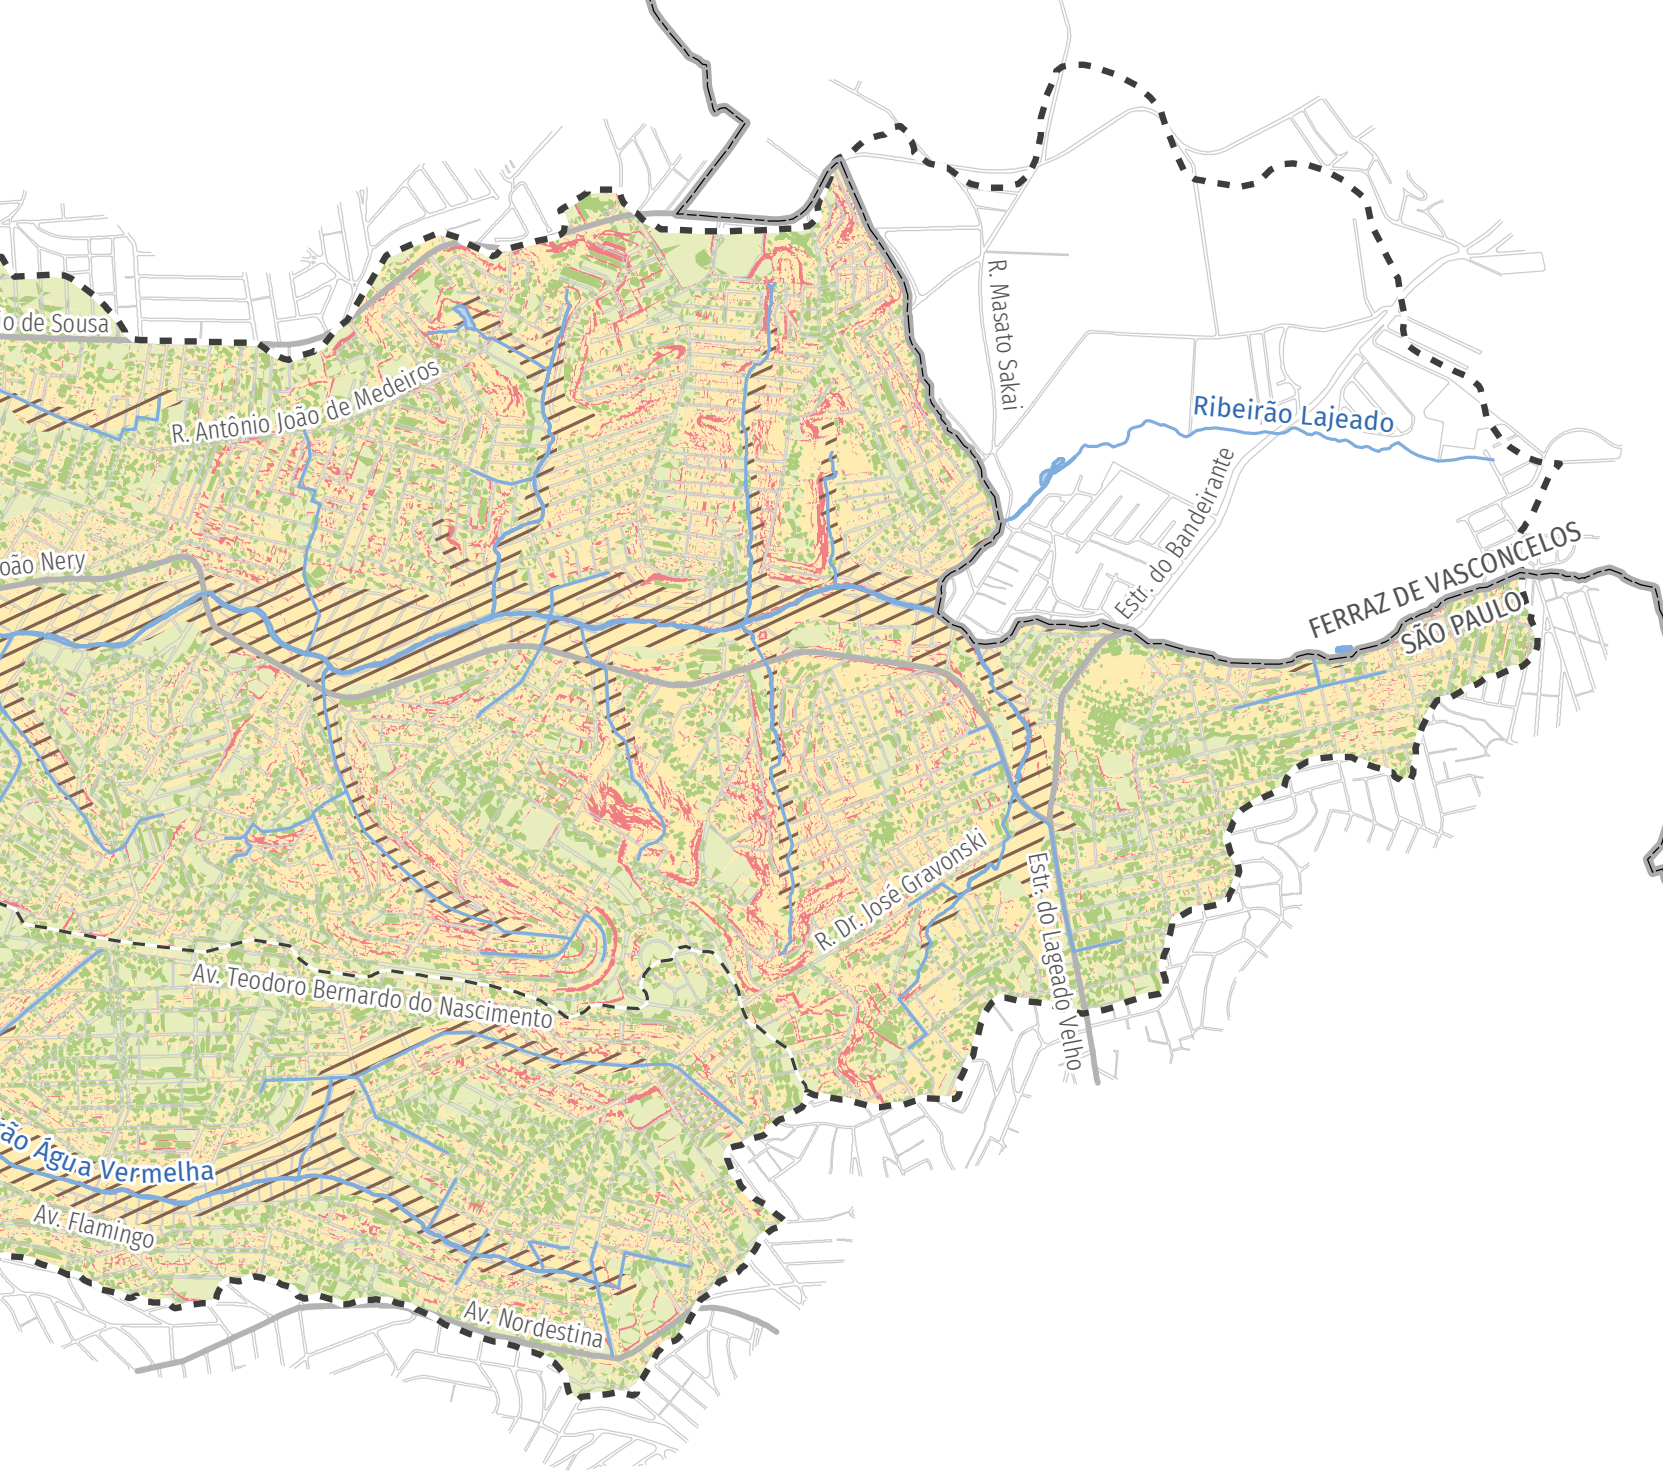 R. Masato Sakai
io de Sousa
R. Antônio João de Medeiros
Ribeirão Lajeado
Estr. do Bandeirante
oão Nery
FERRAZ DE VASCONCELOS
SÃO PAULO
R. Dr. José Gravonski
Estr. do Lageado Velho
Av. Teodoro Bernardo do Nascimento
rão Água Vermelha
Av. Flamingo
Av. Nordestina